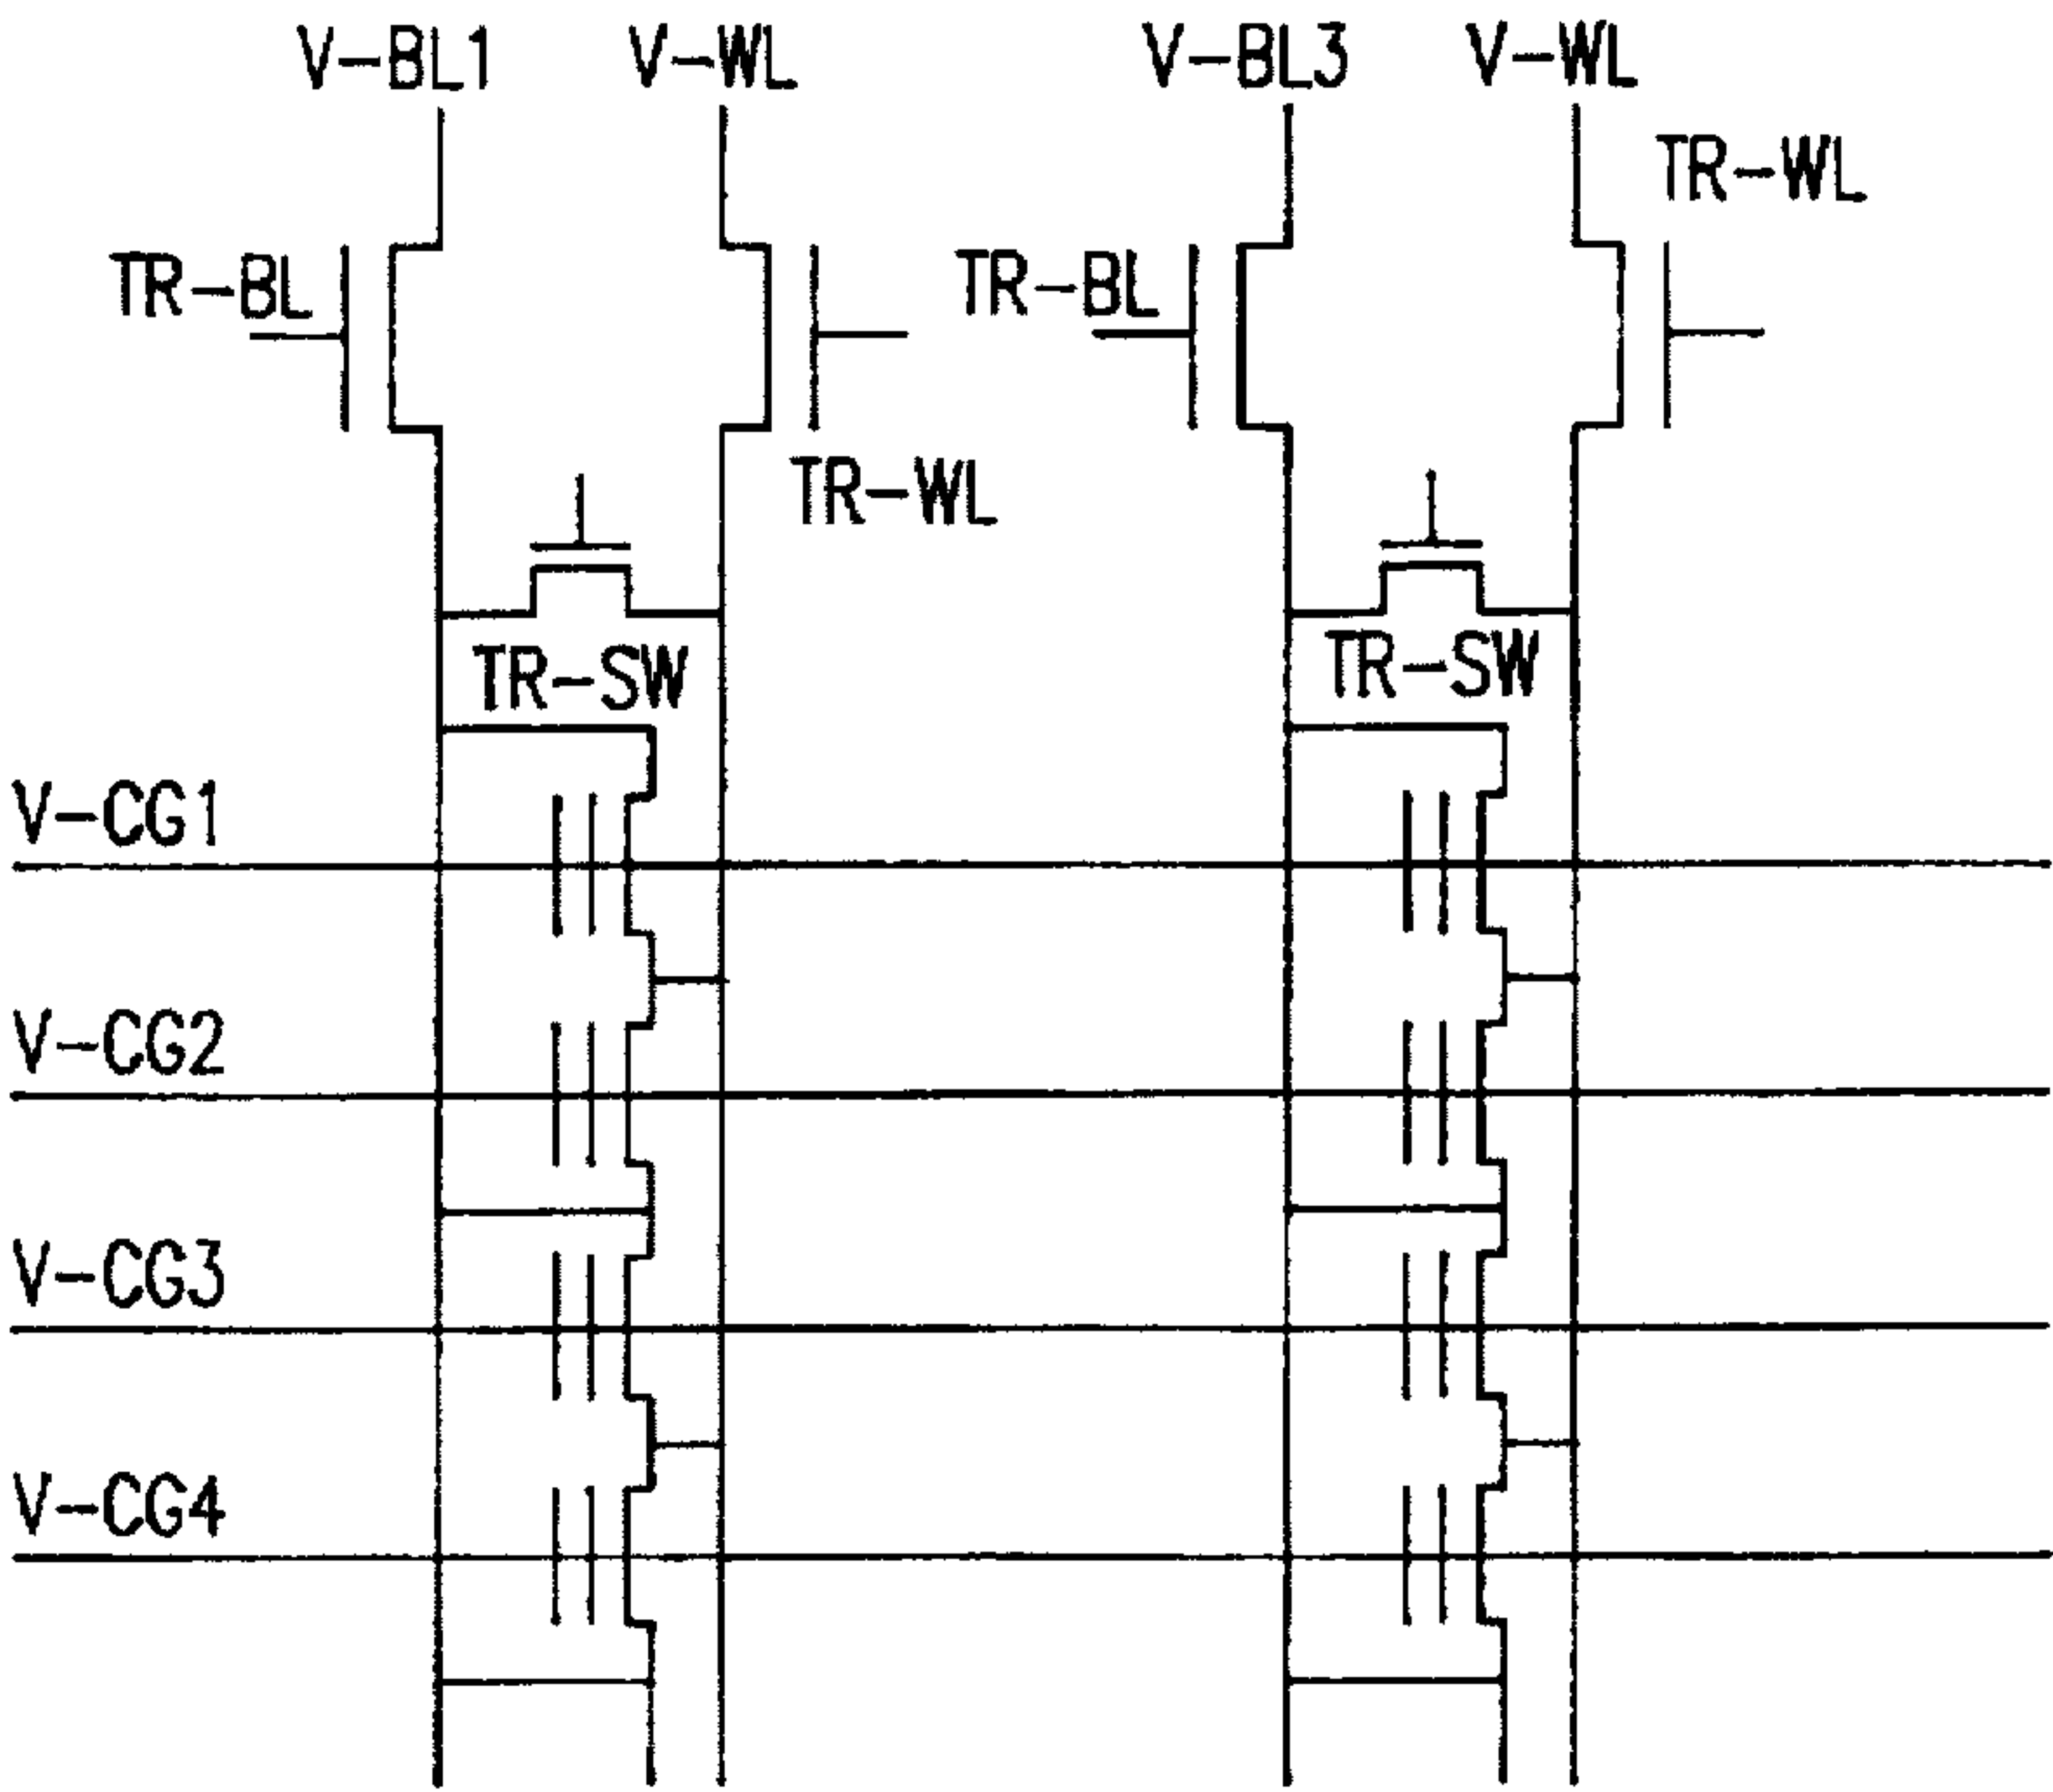 V-BL1 V-WL V-BL3 V-WL
TR-WL
TR-BL TR-BL
TR-WL
TR-SW TR-SW
V-CG1
V-CG2
V-CG3
V-CG4